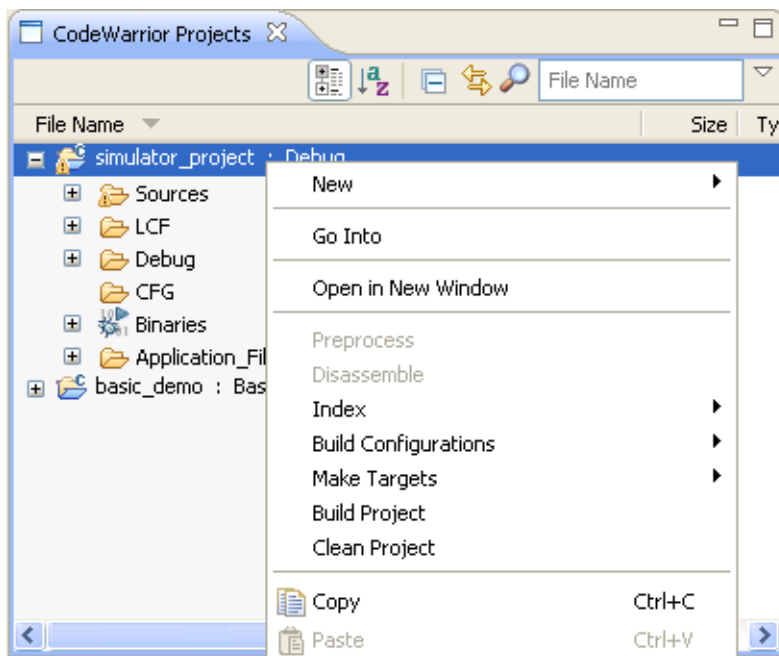 CodeWarrior Projects
File Name
File Name Size Ty
simulator_project : Debug
New
Sources
Go Into
LCF
Debug
Open in New Window
CFG
Binaries
Preprocess
Application_Fil
Disassemble
basic_demo : Bas
Index
Build Configurations
Make Targets
Build Project
Clean Project
Copy Ctrl+C
Paste Ctrl+V